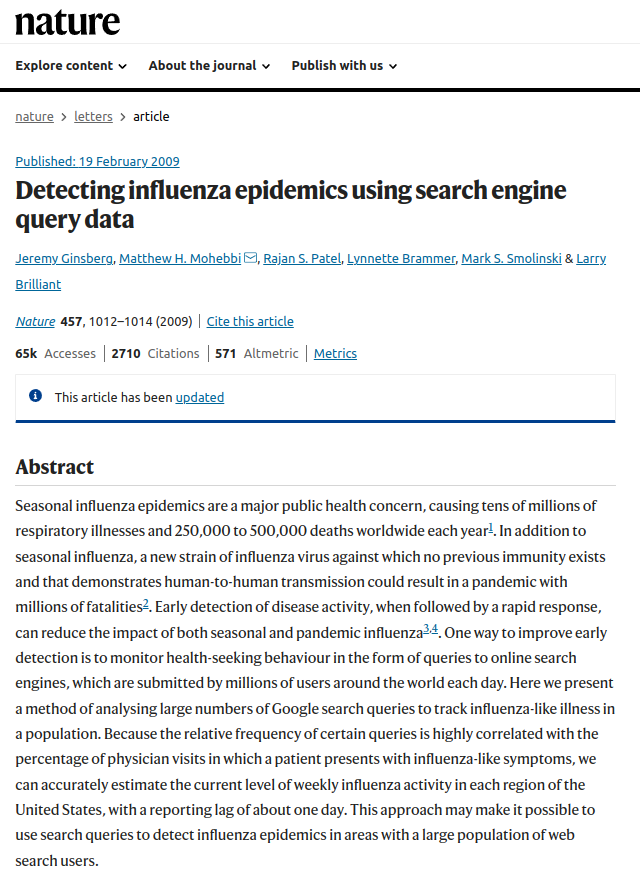 nature
Explore content About the journal Publish with us
nature > letters > article
Published: 19 February 2009
Detecting influenza epidemics using search engine
query data
Jeremy Ginsberg, Matthew H. Mohebbi, Rajan S. Patel, Lynnette Brammer, Mark S. Smolinski & Larry
Brilliant
Nature 457, 1012–1014 (2009) | Cite this article
65k Accesses | 2710 Citations | 571 Altmetric | Metrics
This article has been updated
Abstract
Seasonal influenza epidemics are a major public health concern, causing tens of millions of
respiratory illnesses and 250,000 to 500,000 deaths worldwide each year1. In addition to
seasonal influenza, a new strain of influenza virus against which no previous immunity exists
and that demonstrates human-to-human transmission could result in a pandemic with
millions of fatalities2. Early detection of disease activity, when followed by a rapid response,
can reduce the impact of both seasonal and pandemic influenza3,4. One way to improve early
detection is to monitor health-seeking behaviour in the form of queries to online search
engines, which are submitted by millions of users around the world each day. Here we present
a method of analysing large numbers of Google search queries to track influenza-like illness in
a population. Because the relative frequency of certain queries is highly correlated with the
percentage of physician visits in which a patient presents with influenza-like symptoms, we
can accurately estimate the current level of weekly influenza activity in each region of the
United States, with a reporting lag of about one day. This approach may make it possible to
use search queries to detect influenza epidemics in areas with a large population of web
search users.